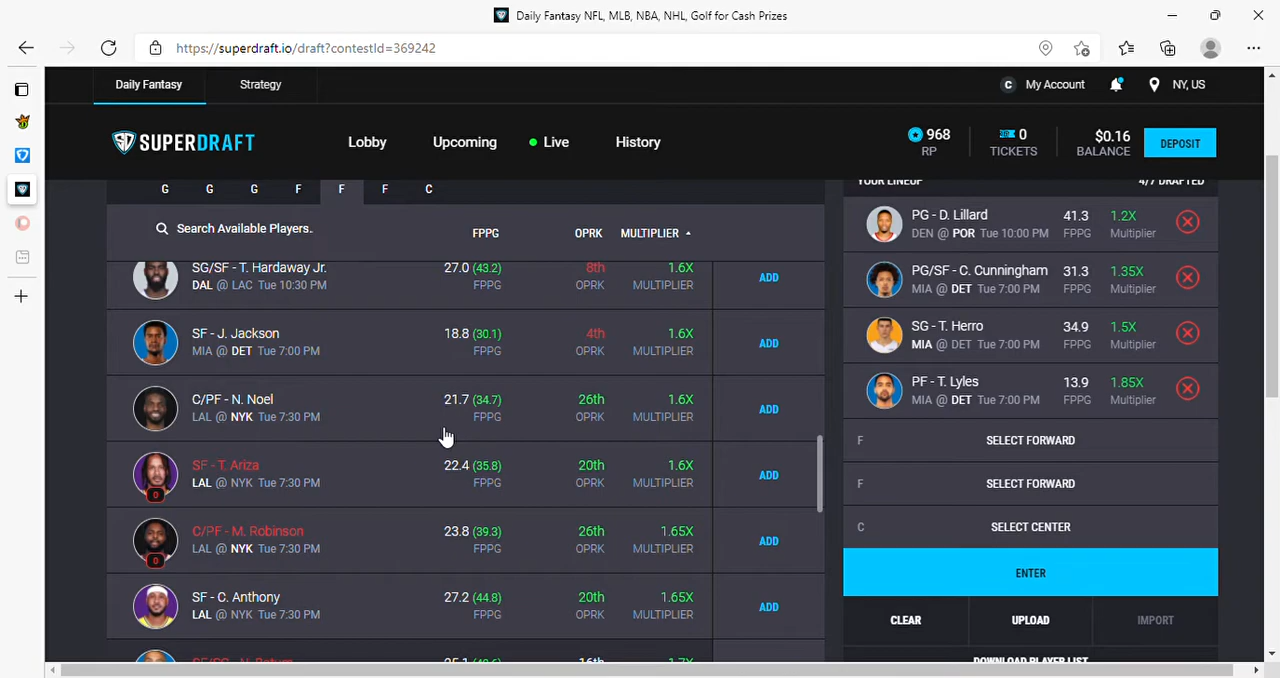 Daily Fantasy NFL, MLB, NBA, NHL, Golf for Cash Prizes
https://superdraft.io/draft?contestId=369242
Daily Fantasy
Strategy
C My Account
NY, US
SUPERDRAFT
Lobby
Upcoming
Live
History
968
RP
0
TICKETS
$0.16
BALANCE
DEPOSIT
G G G F F F C
Search Available Players.
FPPG
OPRK
MULTIPLIER
SG/SF - T. Hardaway Jr. 27.0 (43.2) 8th 1.6X
DAL @ LAC Tue 10:30 PM FPPG OPRK MULTIPLIER
ADD
SF - J. Jackson 18.8 (30.1) 4th 1.6X
MIA @ DET Tue 7:00 PM FPPG OPRK MULTIPLIER
ADD
C/PF - N. Noel 21.7 (34.7) 26th 1.6X
LAL @ NYK Tue 7:30 PM FPPG OPRK MULTIPLIER
ADD
SF - T. Ariza 22.4 (35.8) 20th 1.6X
LAL @ NYK Tue 7:30 PM FPPG OPRK MULTIPLIER
0
ADD
C/PF - M. Robinson 23.8 (39.3) 26th 1.65X
LAL @ NYK Tue 7:30 PM FPPG OPRK MULTIPLIER
0
ADD
SF - C. Anthony 27.2 (44.8) 20th 1.65X
LAL @ NYK Tue 7:30 PM FPPG OPRK MULTIPLIER
ADD
16th 1.7X
YOUR LINEUP 4/7 DRAFTED
PG - D. Lillard 41.3 1.2X
DEN @ POR Tue 10:00 PM FPPG Multiplier
PG/SF - C. Cunningham 31.3 1.35X
MIA @ DET Tue 7:00 PM FPPG Multiplier
SG - T. Herro 34.9 1.5X
MIA @ DET Tue 7:00 PM FPPG Multiplier
PF - T. Lyles 13.9 1.85X
MIA @ DET Tue 7:00 PM FPPG Multiplier
F SELECT FORWARD
F SELECT FORWARD
C SELECT CENTER
ENTER
CLEAR
UPLOAD
IMPORT
DOWNLOAD PLAYER LIST